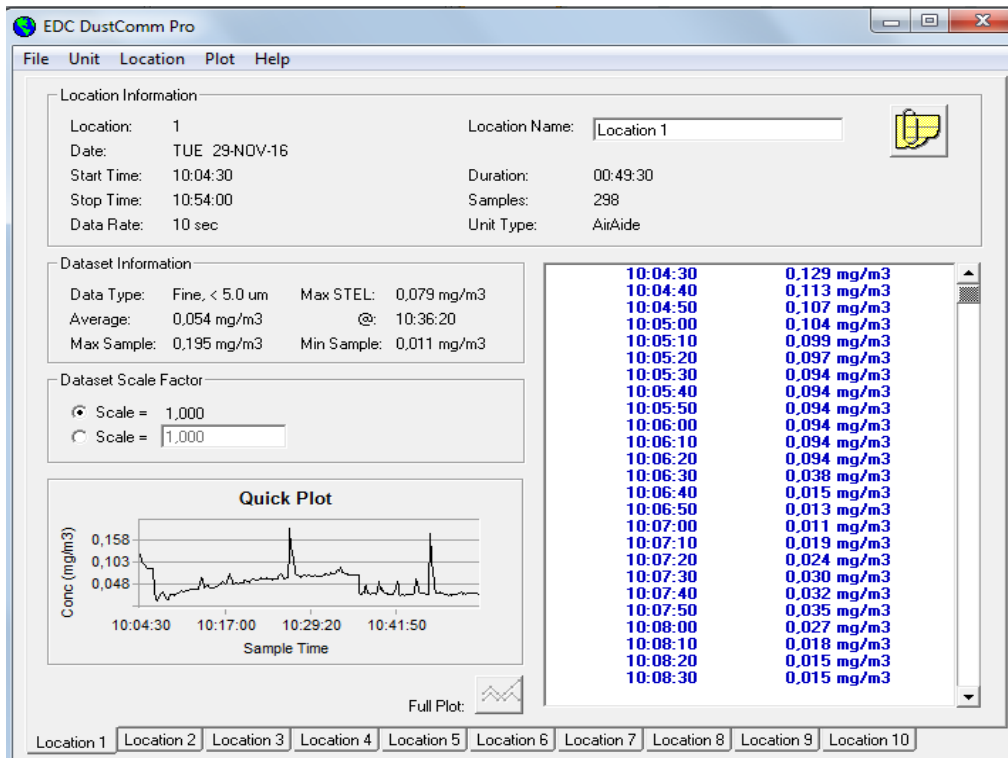 EDC DustComm Pro
File Unit Location Plot Help
Location Information
Location: 1 Location Name: Location 1
Date: TUE 29-NOV-16
Start Time: 10:04:30 Duration: 00:49:30
Stop Time: 10:54:00 Samples: 298
Data Rate: 10 sec Unit Type: AirAide
Dataset Information
Data Type: Fine, < 5.0 um Max STEL: 0,079 mg/m3
Average: 0,054 mg/m3 @: 10:36:20
Max Sample: 0,195 mg/m3 Min Sample: 0,011 mg/m3
Dataset Scale Factor
Scale = 1,000
Scale = 1,000
Quick Plot
Conc (mg/m3)
0,158
0,103
0,048
10:04:30 10:17:00 10:29:20 10:41:50
Sample Time
Full Plot:
10:04:30 0,129 mg/m3
10:04:40 0,113 mg/m3
10:04:50 0,107 mg/m3
10:05:00 0,104 mg/m3
10:05:10 0,099 mg/m3
10:05:20 0,097 mg/m3
10:05:30 0,094 mg/m3
10:05:40 0,094 mg/m3
10:05:50 0,094 mg/m3
10:06:00 0,094 mg/m3
10:06:10 0,094 mg/m3
10:06:20 0,094 mg/m3
10:06:30 0,038 mg/m3
10:06:40 0,015 mg/m3
10:06:50 0,013 mg/m3
10:07:00 0,011 mg/m3
10:07:10 0,019 mg/m3
10:07:20 0,024 mg/m3
10:07:30 0,030 mg/m3
10:07:40 0,032 mg/m3
10:07:50 0,035 mg/m3
10:08:00 0,027 mg/m3
10:08:10 0,018 mg/m3
10:08:20 0,015 mg/m3
10:08:30 0,015 mg/m3
Location 1 Location 2 Location 3 Location 4 Location 5 Location 6 Location 7 Location 8 Location 9 Location 10